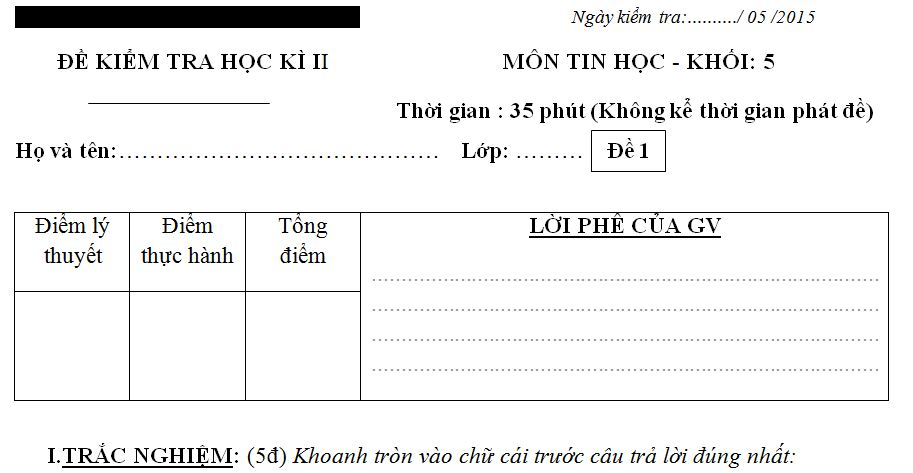 Ngày kiểm tra:........../ 05 /2015
ĐỀ KIỂM TRA HỌC KÌ II
MÔN TIN HỌC - KHỐI: 5
Thời gian : 35 phút (Không kể thời gian phát đề)
Họ và tên:…………………………………… Lớp: ……… Đề 1
Điểm lý thuyết
Điểm thực hành
Tổng điểm
LỜI PHÊ CỦA GV
I.TRẮC NGHIỆM: (5đ) Khoanh tròn vào chữ cái trước câu trả lời đúng nhất: